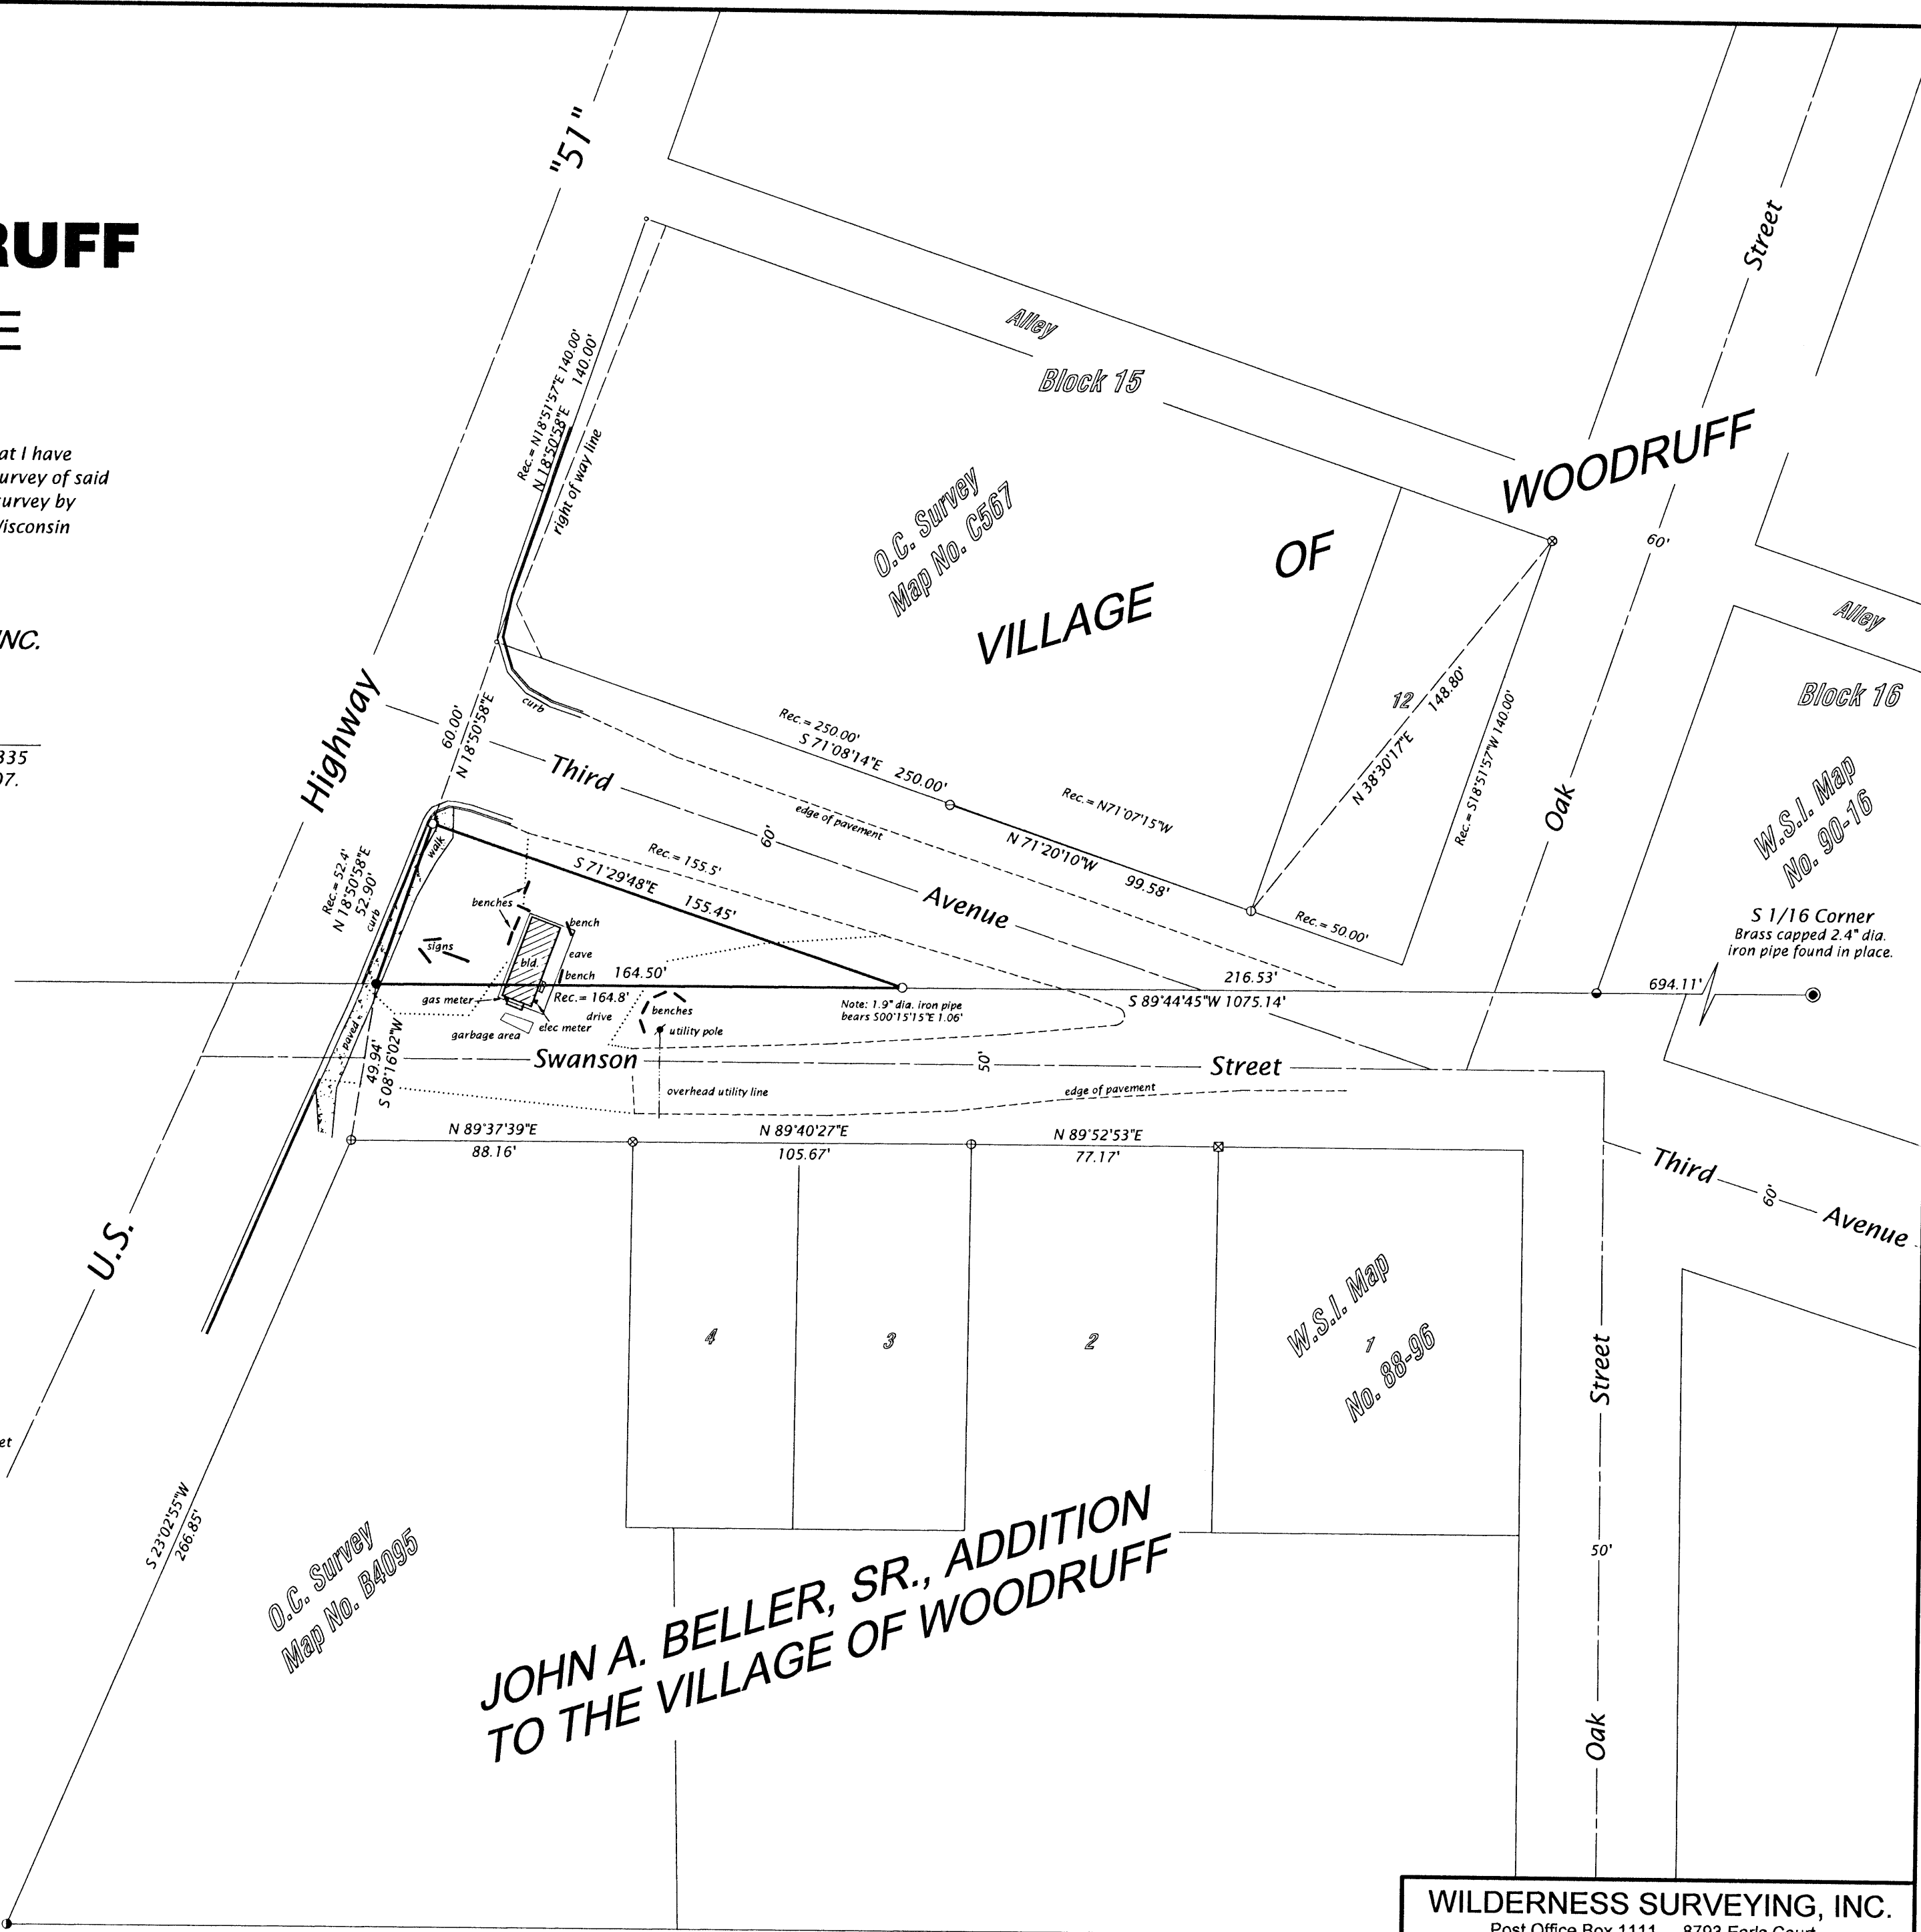 RUFF
E
at I have
urvey of said
survey by
Visconsin
INC.
335
07.
et
"51"
Highway
U.S.
Rec.= N18°51'57"E 140.00'
N 18°50'58"E 140.00'
right of way line
Alley
Block 15
O.C. Survey
Map No. C567
VILLAGE
OF
WOODRUFF
Street
60'
Oak
Alley
Block 16
W.S.I. Map
No. 90-16
S 1/16 Corner
Brass capped 2.4" dia.
iron pipe found in place.
12
148.80'
N 38°30'17"E
Rec.= S18°51'57"W 140.00'
60.00'
N 18°50'58"E
curb
Third
60'
Avenue
edge of pavement
Rec.= 250.00'
S 71°08'14"E 250.00'
Rec.= N71°07'15"W
N 71°20'10"W 99.58'
Rec.= 50.00'
Rec.= 52.4'
N 18°50'58"E
52.90'
curb
walk
Rec.= 155.5'
S 71°29'48"E
155.45'
benches
bench
signs
bld.
eave
bench
164.50'
Rec.= 164.8'
gas meter
drive
elec meter
garbage area
benches
utility pole
Note: 1.9" dia. iron pipe
bears S00°15'15"E 1.06'
216.53'
S 89°44'45"W 1075.14'
694.11'
paved
49.94'
S 08°16'02"W
Swanson
50'
Street
overhead utility line
edge of pavement
N 89°37'39"E
88.16'
N 89°40'27"E
105.67'
N 89°52'53"E
77.17'
Third
60'
Avenue
4
3
2
W.S.I. Map
1
No. 88-96
Street
50'
Oak
S 23°02'55"W
266.85'
O.C. Survey
Map No. B4095
JOHN A. BELLER, SR., ADDITION
TO THE VILLAGE OF WOODRUFF
WILDERNESS SURVEYING, INC.
Post Office Box 1111 8793 Earls Court